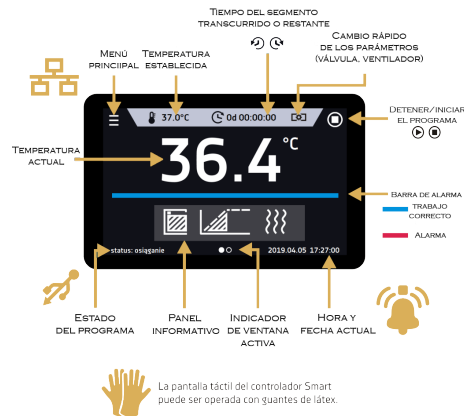 TIEMPO DEL SEGMENTO
TRANSCURRIDO O RESTANTE
CAMBIO RÁPIDO
DE LOS PARÁMETROS
(VÁLVULA, VENTILADOR)
MENÚ
PRINCIIPAL
TEMPERATURA
ESTABLECIDA
DETENER/INICIAR
EL PROGRAMA
37.0°C
0d 00:00:00
TEMPERATURA
ACTUAL
36.4°C
BARRA DE ALARMA
TRABAJO
CORRECTO
ALARMA
status: osiąganie
2019.04.05 17:27:00
ESTADO
DEL PROGRAMA
PANEL
INFORMATIVO
INDICADOR
DE VENTANA
ACTIVA
HORA Y
FECHA ACTUAL
La pantalla táctil del controlador Smart
puede ser operada con guantes de látex.